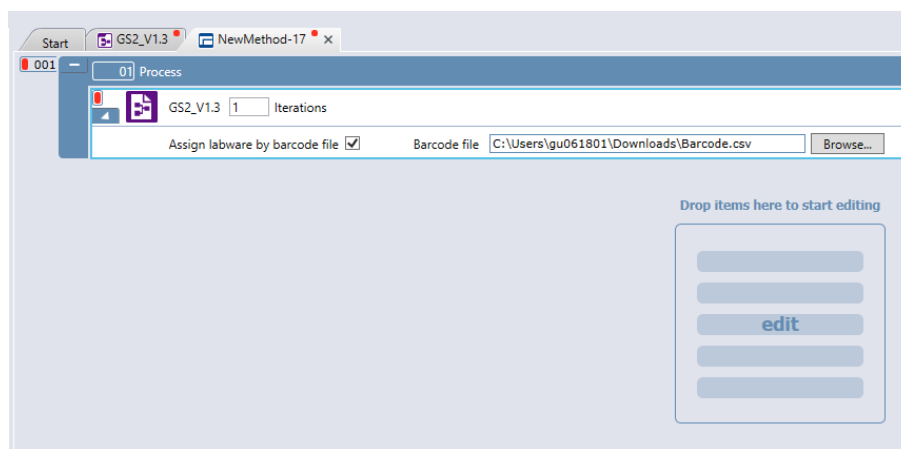 Start GS2_V1.3 NewMethod-17 ×
001 01 Process
GS2_V1.3 1 Iterations
Assign labware by barcode file Barcode file C:\Users\gu061801\Downloads\Barcode.csv Browse...
Drop items here to start editing
edit